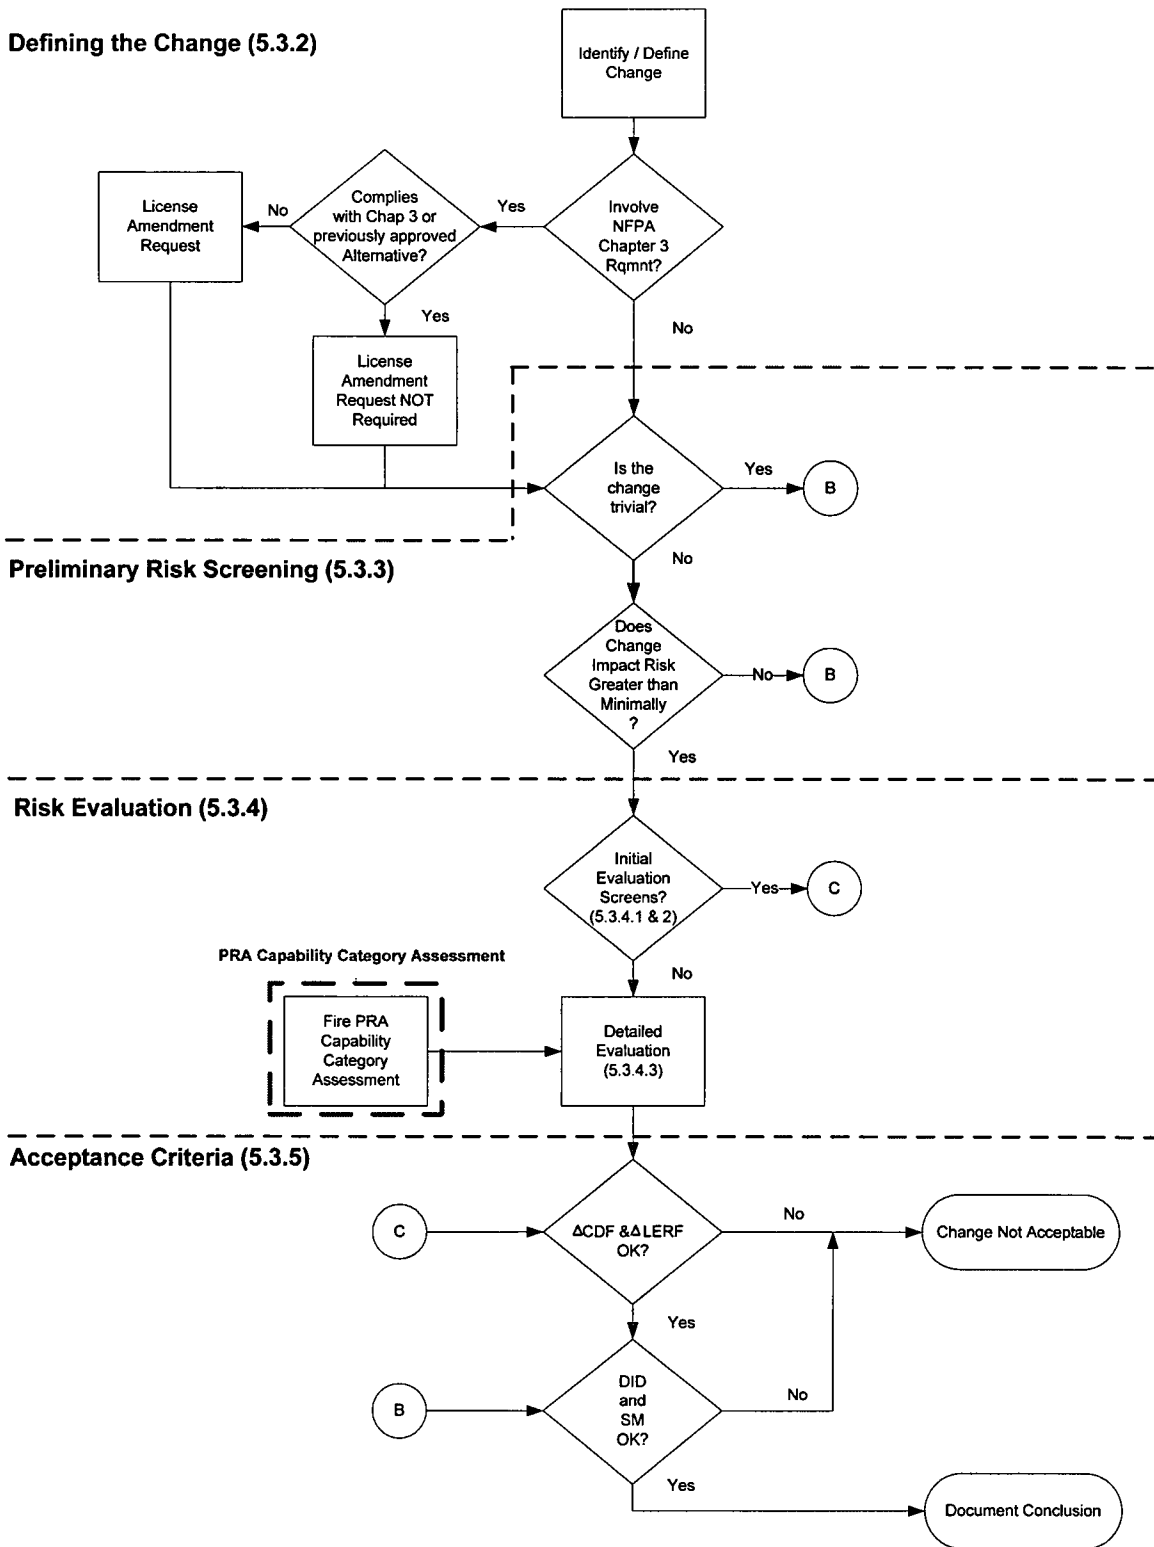 Defining the Change (5.3.2)
Identify / Define
Change
Involve
NFPA
Chapter 3
Rqmnt?
Yes
Complies
with Chap 3 or
previously approved
Alternative?
No
License
Amendment
Request
Yes
License
Amendment
Request NOT
Required
No
Is the
change
trivial?
Yes
B
No
Preliminary Risk Screening (5.3.3)
Does
Change
Impact Risk
Greater than
Minimally
?
No
B
Yes
Risk Evaluation (5.3.4)
Initial
Evaluation
Screens?
(5.3.4.1 & 2)
Yes
C
No
PRA Capability Category Assessment
Fire PRA
Capability
Category
Assessment
Detailed
Evaluation
(5.3.4.3)
Acceptance Criteria (5.3.5)
C
ΔCDF &Δ LERF
OK?
No
Change Not Acceptable
Yes
B
DID
and
SM
OK?
No
Yes
Document Conclusion